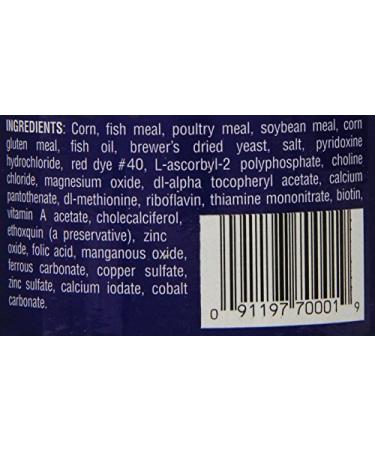 INGREDIENTS: Corn, fish meal, poultry meal, soybean meal, corn
gluten meal, fish oil, brewer's dried yeast, salt, pyridoxine
hydrochloride, red dye #40, L-ascorbyl-2 polyphosphate, choline
chloride, magnesium oxide, dl-alpha tocopheryl acetate, calcium
pantothenate, dl-methionine, riboflavin, thiamine mononitrate, biotin,
vitamin A acetate, cholecalciferol,
ethoxquin (a preservative), zinc
oxide, folic acid, manganous oxide,
ferrous carbonate, copper sulfate,
zinc sulfate, calcium iodate, cobalt
carbonate.
0 91197 70001 9